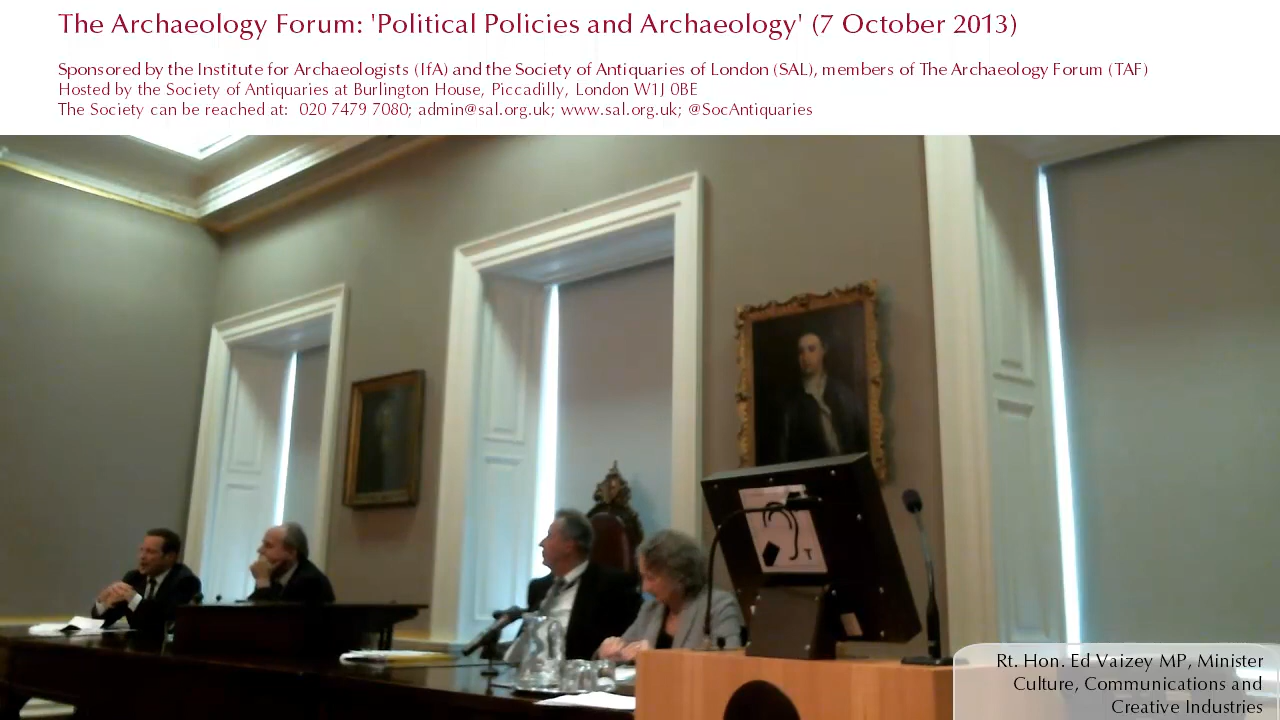 The Archaeology Forum: 'Political Policies and Archaeology' (7 October 2013)
Sponsored by the Institute for Archaeologists (IfA) and the Society of Antiquaries of London (SAL), members of The Archaeology Forum (TAF)
Hosted by the Society of Antiquaries at Burlington House, Piccadilly, London W1J 0BE
The Society can be reached at: 020 7479 7080; admin@sal.org.uk; www.sal.org.uk; @SocAntiquaries
T
Rt. Hon. Ed Vaizey MP, Minister
Culture, Communications and
Creative Industries